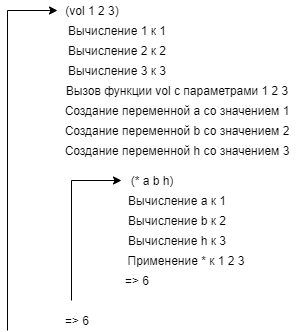 (vol 1 2 3)
Вычисление 1 к 1
Вычисление 2 к 2
Вычисление 3 к 3
Вызов функции vol с параметрами 1 2 3
Создание переменной a со значением 1
Создание переменной b со значением 2
Создание переменной h со значением 3
(* a b h)
Вычисление a к 1
Вычисление b к 2
Вычисление h к 3
Применение * к 1 2 3
=> 6
=> 6